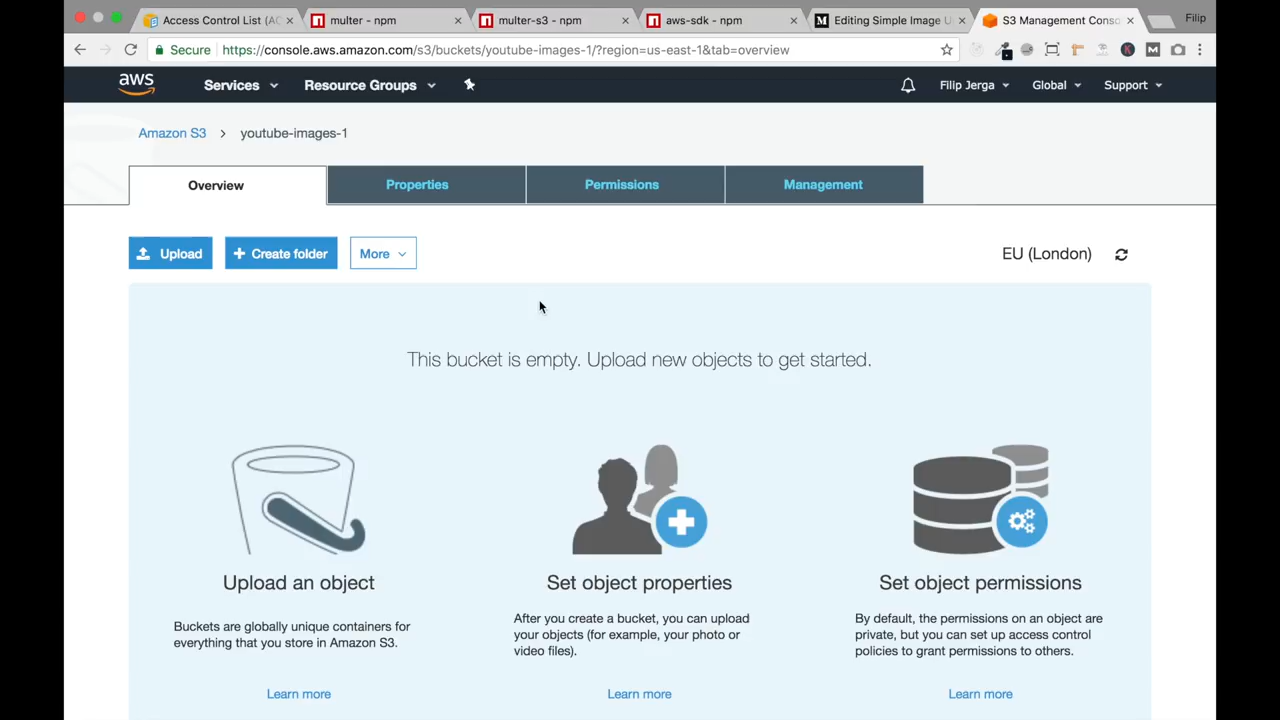 Access Control List (AC
multer - npm
multer-s3 - npm
aws-sdk - npm
Editing Simple Image U
S3 Management Conso
Filip
Secure https://console.aws.amazon.com/s3/buckets/youtube-images-1/?region=us-east-1&tab=overview
aws
Services
Resource Groups
Filip Jerga
Global
Support
Amazon S3 > youtube-images-1
Overview
Properties
Permissions
Management
Upload
+ Create folder
More
EU (London)
This bucket is empty. Upload new objects to get started.
Upload an object
Buckets are globally unique containers for
everything that you store in Amazon S3.
Learn more
Set object properties
After you create a bucket, you can upload
your objects (for example, your photo or
video files).
Learn more
Set object permissions
By default, the permissions on an object are
private, but you can set up access control
policies to grant permissions to others.
Learn more